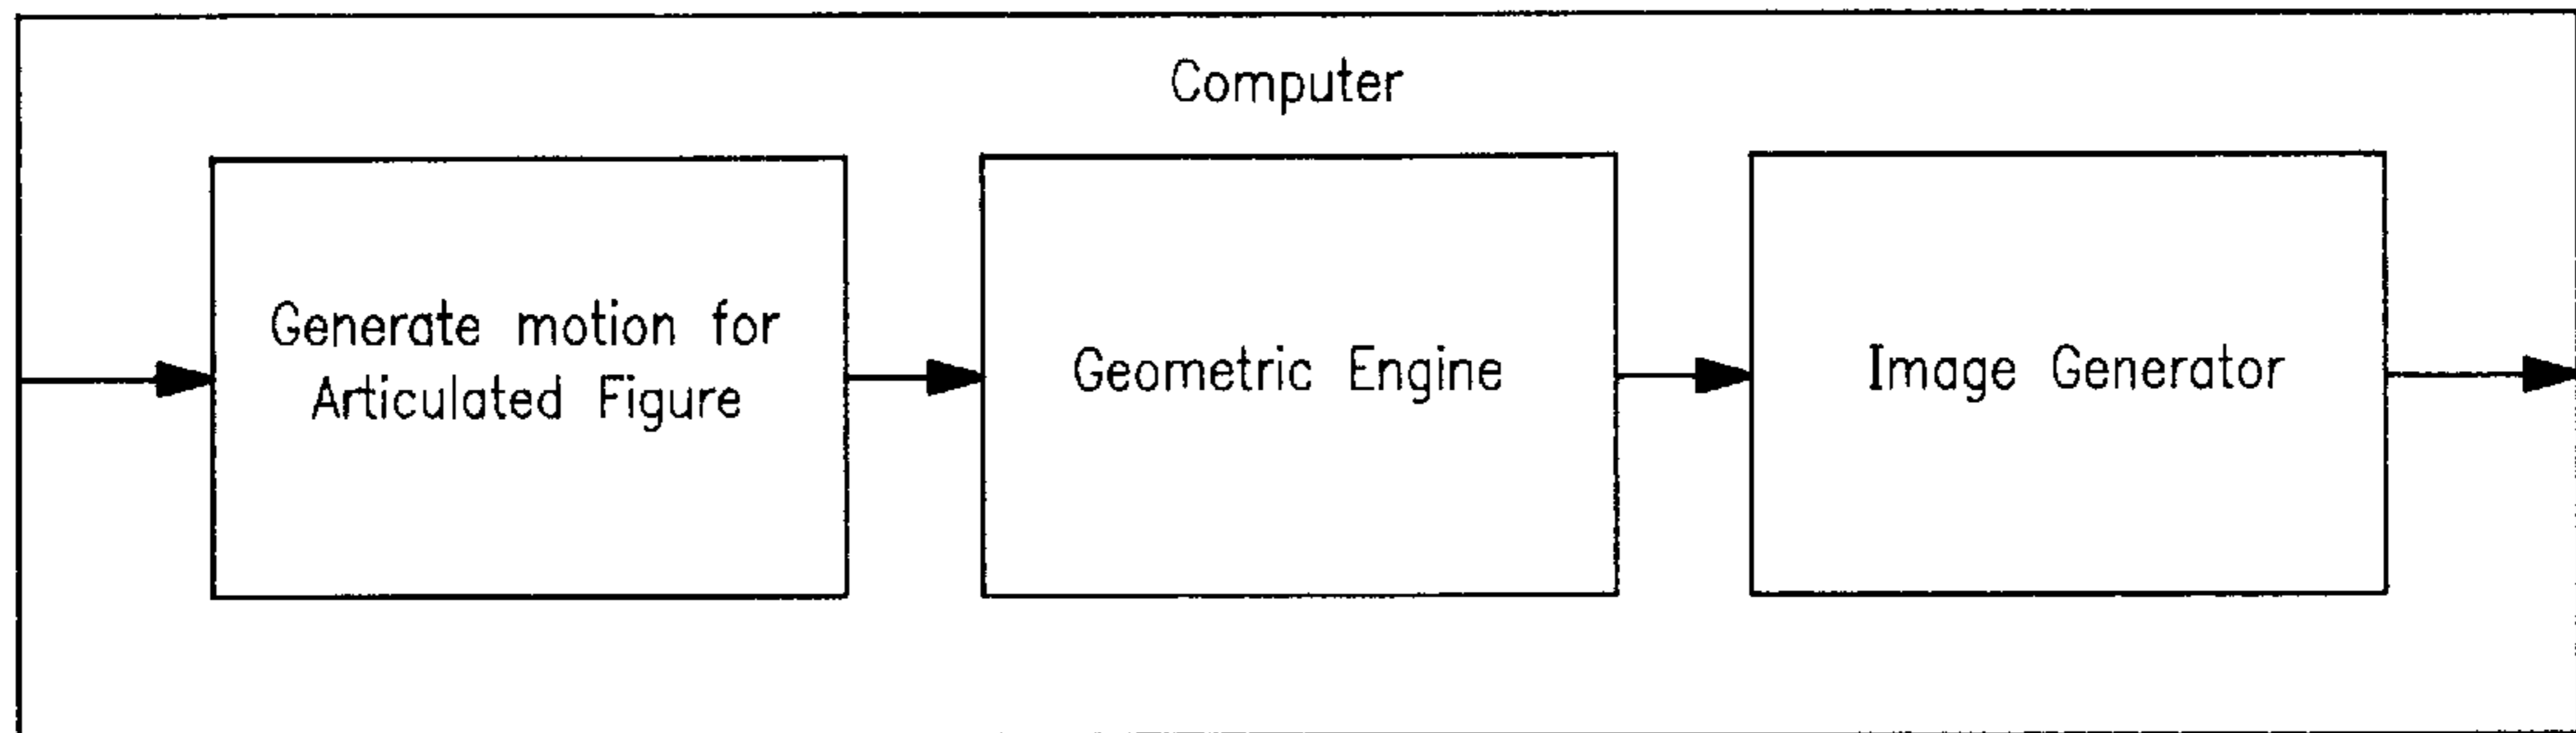 Computer
Generate motion for
Articulated Figure
Geometric Engine
Image Generator